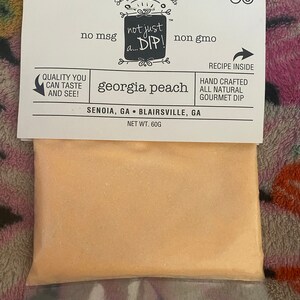 no msg
not just
a... DIP!
non gmo
RECIPE INSIDE
QUALITY YOU
CAN TASTE
AND SEE!
georgia peach
HAND CRAFTED
ALL NATURAL
GOURMET DIP
SENOIA, GA • BLAIRSVILLE, GA
NET WT. 60G